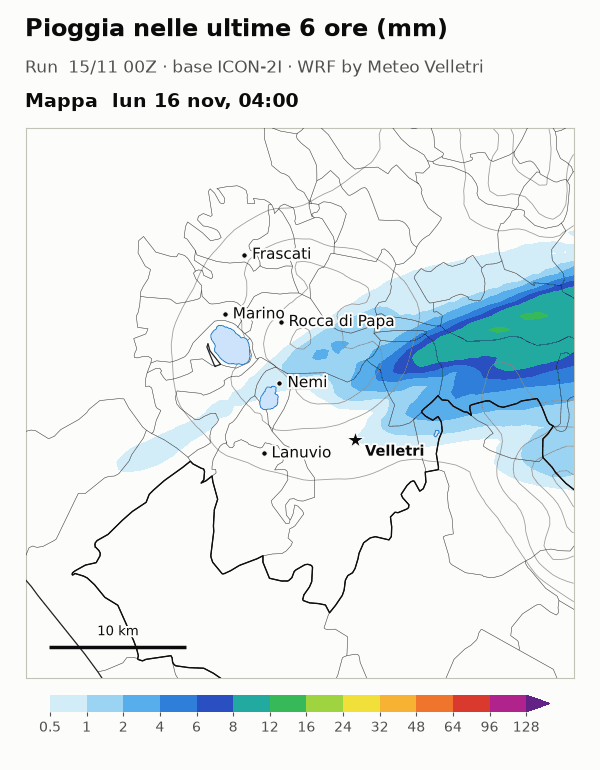 Pioggia nelle ultime 6 ore (mm)
Run 15/11 00Z · base ICON-2I · WRF by Meteo Velletri
Mappa lun 16 nov, 04:00
Frascati
Marino
Rocca di Papa
Nemi
Velletri
Lanuvio
10 km
0.5 1 2 4 6 8 12 16 24 32 48 64 96 128